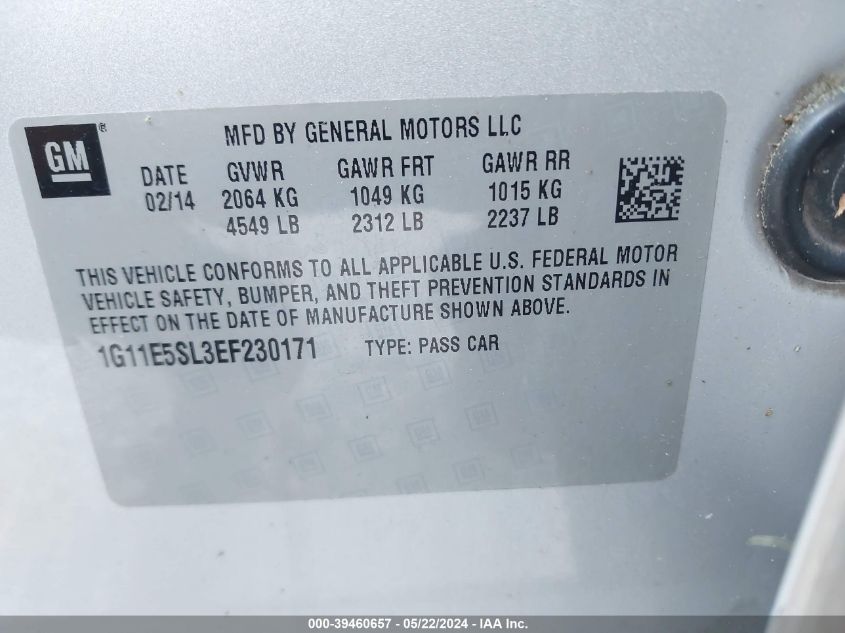 GM®
MFD BY GENERAL MOTORS LLC
DATE GVWR GAWR FRT GAWR RR
02/14 2064 KG 1049 KG 1015 KG
4549 LB 2312 LB 2237 LB
THIS VEHICLE CONFORMS TO ALL APPLICABLE U.S. FEDERAL MOTOR
VEHICLE SAFETY, BUMPER, AND THEFT PREVENTION STANDARDS IN
EFFECT ON THE DATE OF MANUFACTURE SHOWN ABOVE.
1G11E5SL3EF230171 TYPE: PASS CAR
000-39460657 - 05/22/2024 - IAA Inc.